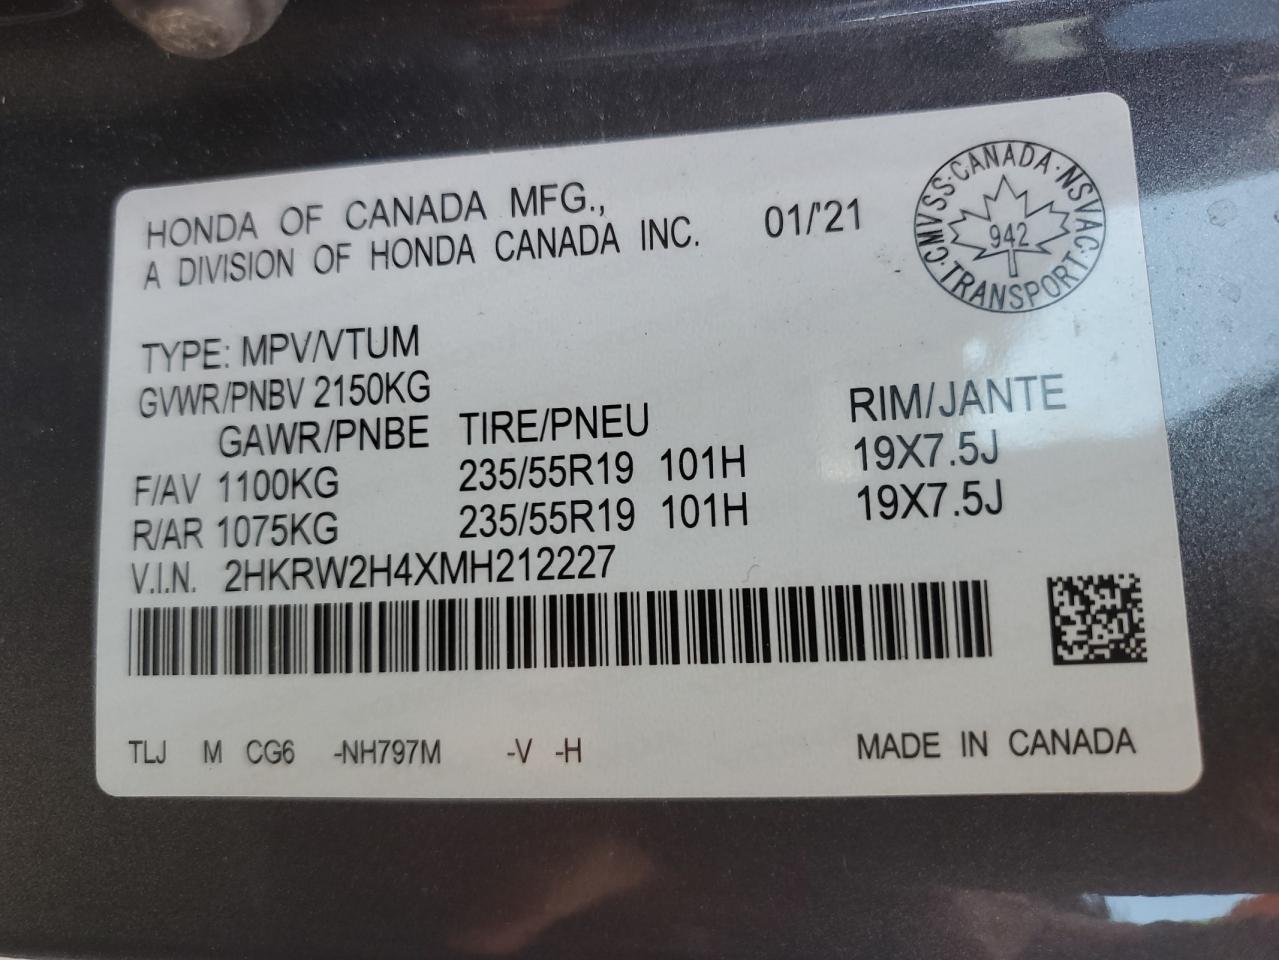 HONDA OF CANADA MFG.,
A DIVISION OF HONDA CANADA INC.
01/'21
CMVSS·CANADA·NSVAC·TRANSPORT·
942
TYPE: MPV/VTUM
GVWR/PNBV 2150KG
GAWR/PNBE TIRE/PNEU RIM/JANTE
F/AV 1100KG 235/55R19 101H 19X7.5J
R/AR 1075KG 235/55R19 101H 19X7.5J
V.I.N. 2HKRW2H4XMH212227
TLJ M CG6 -NH797M -V -H MADE IN CANADA